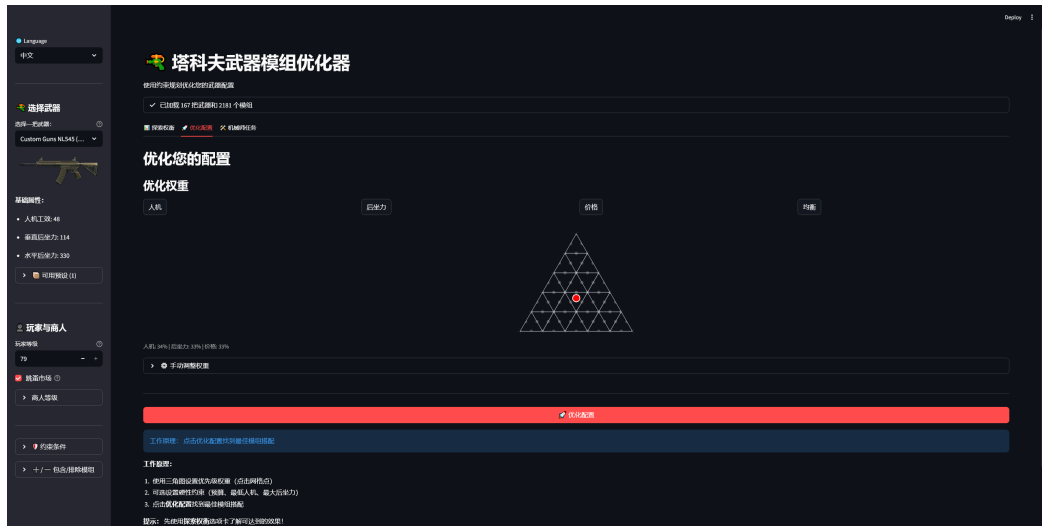 Deploy
Language
中文
塔科夫武器模组优化器
使用约束规划优化您的武器配置
已加载 167 把武器和 2181 个模组
选择武器
选择一把武器:
Custom Guns NL545 (....
探索权衡 优化配置 机械师任务
优化您的配置
优化权重
人机 后坐力 价格 均衡
基础属性:
人机工效: 48
垂直后坐力: 114
水平后坐力: 330
可用预设 (1)
玩家与商人
玩家等级
79
跳蚤市场
商人等级
约束条件
+/− 包含/排除模组
人机: 34% | 后坐力: 33% | 价格: 33%
手动调整权重
优化配置
工作原理: 点击优化配置找到最佳模组搭配
工作原理:
1. 使用三角图设置优先级权重（点击网格点）
2. 可选设置硬性约束（预算、最低人机、最大后坐力）
3. 点击优化配置找到最佳模组搭配
提示: 先使用探索权衡选项卡了解可达到的效果!